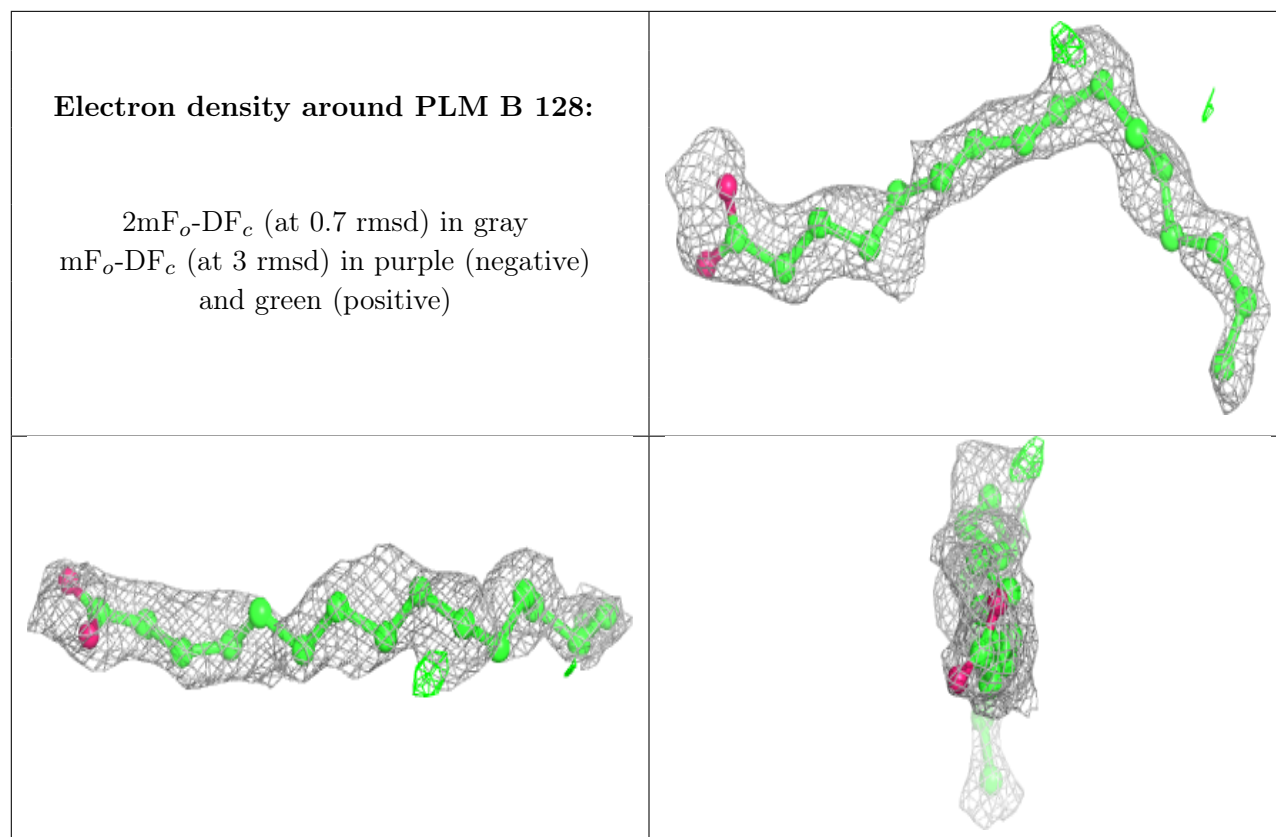 Electron density around PLM B 128:
2mFo-DFc (at 0.7 rmsd) in gray
mFo-DFc (at 3 rmsd) in purple (negative)
and green (positive)